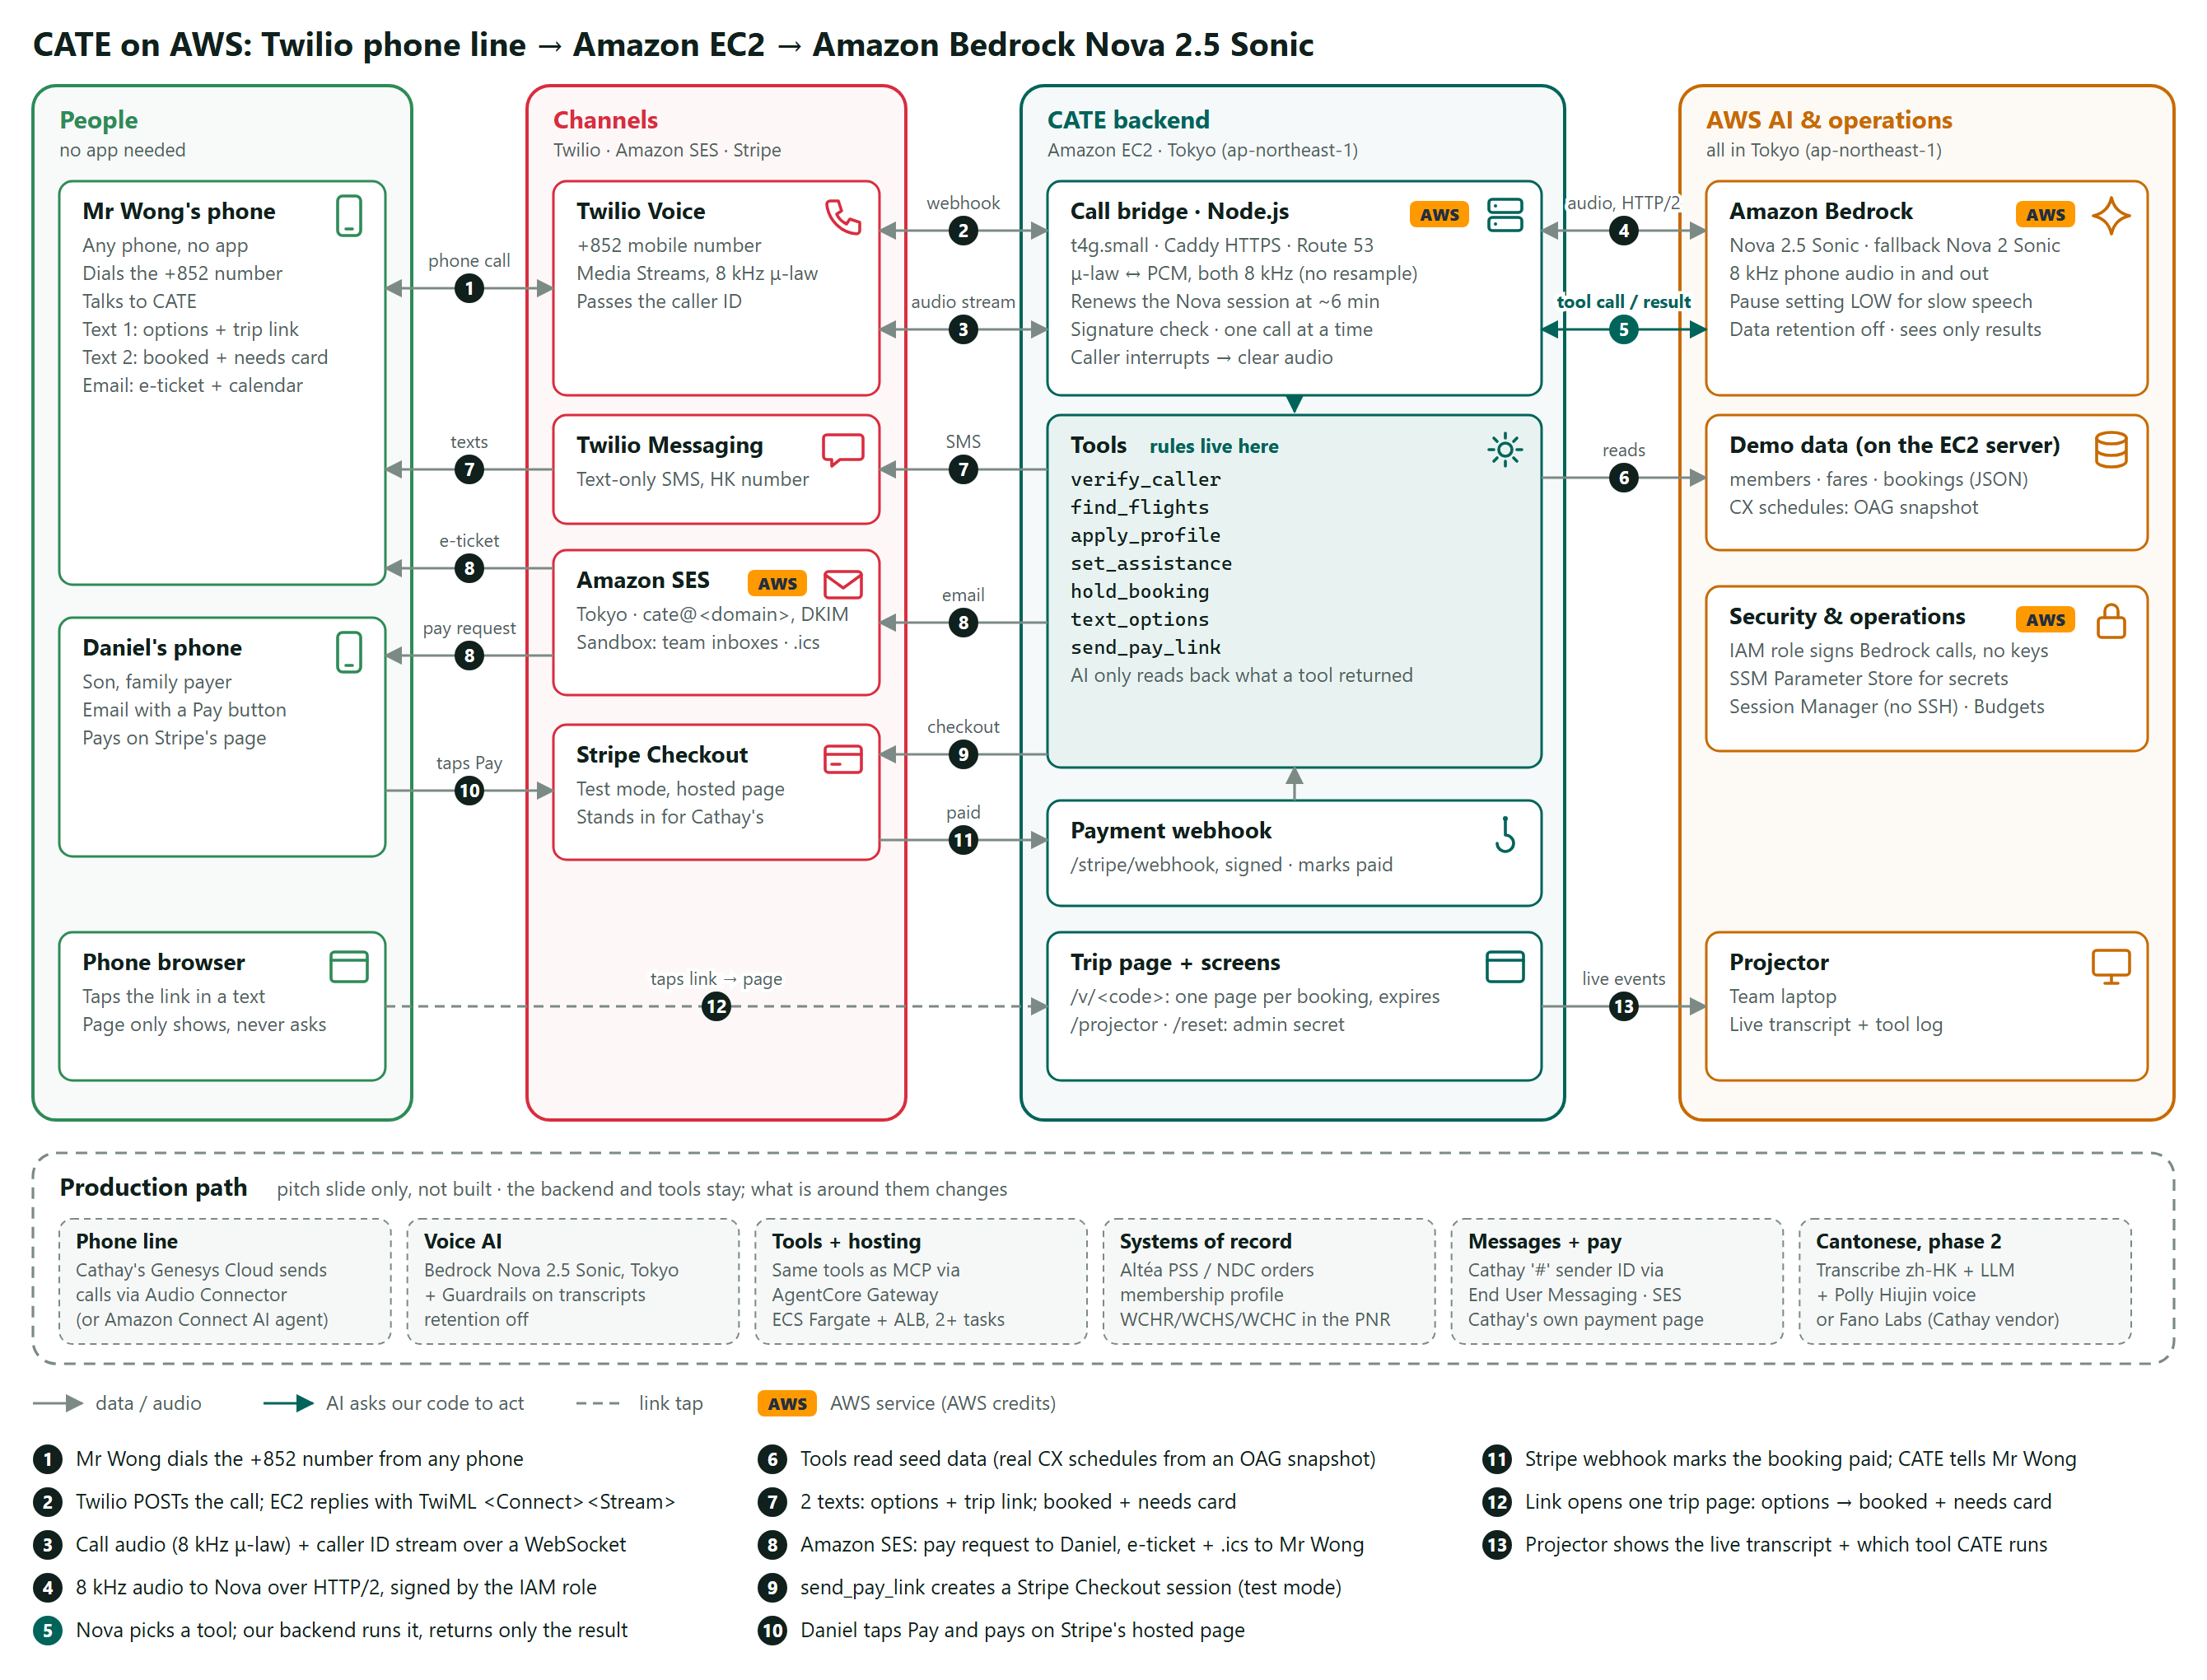 CATE on AWS: Twilio phone line → Amazon EC2 → Amazon Bedrock Nova 2.5 Sonic
People
no app needed
Mr Wong's phone
Any phone, no app
Dials the +852 number
Talks to CATE
Text 1: options + trip link
Text 2: booked + needs card
Email: e-ticket + calendar
Daniel's phone
Son, family payer
Email with a Pay button
Pays on Stripe's page
Phone browser
Taps the link in a text
Page only shows, never asks
phone call
1
texts
7
e-ticket
8
pay request
8
taps Pay
10
taps link → page
12
Channels
Twilio · Amazon SES · Stripe
Twilio Voice
+852 mobile number
Media Streams, 8 kHz μ-law
Passes the caller ID
Twilio Messaging
Text-only SMS, HK number
Amazon SES
AWS
Tokyo · cate@<domain>, DKIM
Sandbox: team inboxes · .ics
Stripe Checkout
Test mode, hosted page
Stands in for Cathay's
webhook
2
audio stream
3
SMS
7
email
8
checkout
9
paid
11
CATE backend
Amazon EC2 · Tokyo (ap-northeast-1)
Call bridge · Node.js
AWS
t4g.small · Caddy HTTPS · Route 53
μ-law ↔ PCM, both 8 kHz (no resample)
Renews the Nova session at ~6 min
Signature check · one call at a time
Caller interrupts → clear audio
Tools rules live here
verify_caller
find_flights
apply_profile
set_assistance
hold_booking
text_options
send_pay_link
AI only reads back what a tool returned
Payment webhook
/stripe/webhook, signed · marks paid
Trip page + screens
/v/<code>: one page per booking, expires
/projector · /reset: admin secret
audio, HTTP/2
4
tool call / result
5
reads
6
live events
13
AWS AI & operations
all in Tokyo (ap-northeast-1)
Amazon Bedrock
AWS
Nova 2.5 Sonic · fallback Nova 2 Sonic
8 kHz phone audio in and out
Pause setting LOW for slow speech
Data retention off · sees only results
Demo data (on the EC2 server)
members · fares · bookings (JSON)
CX schedules: OAG snapshot
Security & operations
AWS
IAM role signs Bedrock calls, no keys
SSM Parameter Store for secrets
Session Manager (no SSH) · Budgets
Projector
Team laptop
Live transcript + tool log
Production path pitch slide only, not built · the backend and tools stay; what is around them changes
Phone line
Cathay's Genesys Cloud sends
calls via Audio Connector
(or Amazon Connect AI agent)
Voice AI
Bedrock Nova 2.5 Sonic, Tokyo
+ Guardrails on transcripts
retention off
Tools + hosting
Same tools as MCP via
AgentCore Gateway
ECS Fargate + ALB, 2+ tasks
Systems of record
Altéa PSS / NDC orders
membership profile
WCHR/WCHS/WCHC in the PNR
Messages + pay
Cathay '#' sender ID via
End User Messaging · SES
Cathay's own payment page
Cantonese, phase 2
Transcribe zh-HK + LLM
+ Polly Hiujin voice
or Fano Labs (Cathay vendor)
data / audio
AI asks our code to act
link tap
AWS AWS service (AWS credits)
1 Mr Wong dials the +852 number from any phone
2 Twilio POSTs the call; EC2 replies with TwiML <Connect><Stream>
3 Call audio (8 kHz μ-law) + caller ID stream over a WebSocket
4 8 kHz audio to Nova over HTTP/2, signed by the IAM role
5 Nova picks a tool; our backend runs it, returns only the result
6 Tools read seed data (real CX schedules from an OAG snapshot)
7 2 texts: options + trip link; booked + needs card
8 Amazon SES: pay request to Daniel, e-ticket + .ics to Mr Wong
9 send_pay_link creates a Stripe Checkout session (test mode)
10 Daniel taps Pay and pays on Stripe's hosted page
11 Stripe webhook marks the booking paid; CATE tells Mr Wong
12 Link opens one trip page: options → booked + needs card
13 Projector shows the live transcript + which tool CATE runs